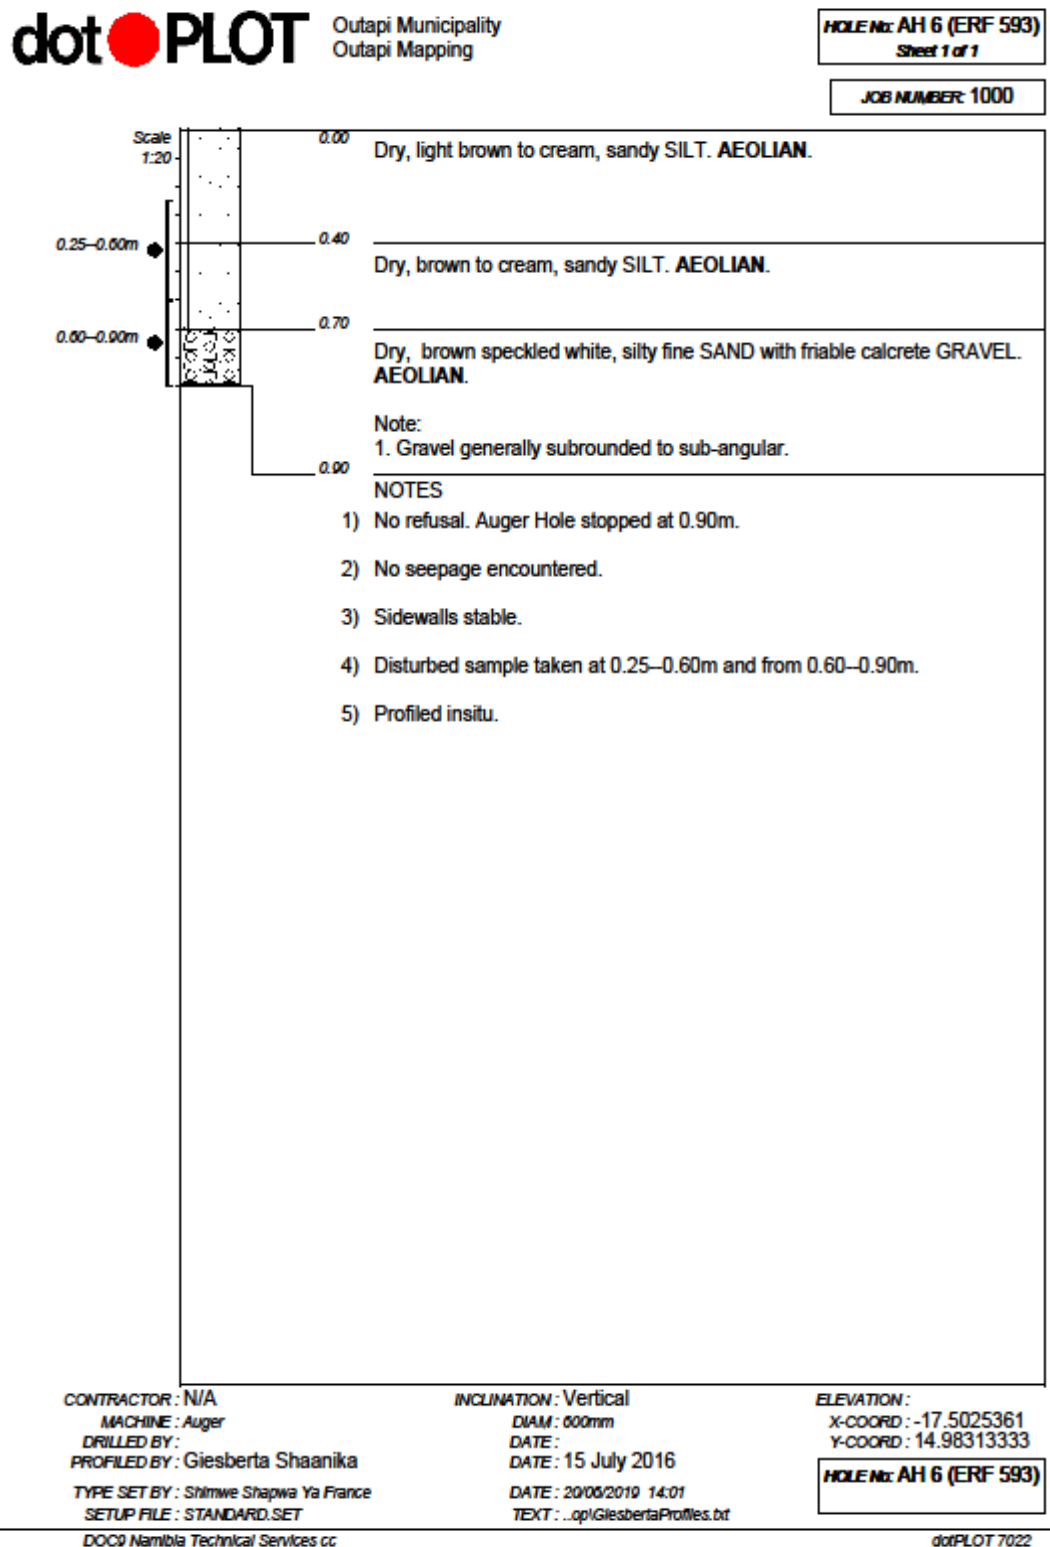 dot PLOT
Outapi Municipality
Outapi Mapping
HOLE No: AH 6 (ERF 593)
Sheet 1 of 1
JOB NUMBER: 1000
Scale
1:20
0.00
Dry, light brown to cream, sandy SILT. AEOLIAN.
0.25--0.60m
0.40
Dry, brown to cream, sandy SILT. AEOLIAN.
0.60--0.90m
0.70
Dry, brown speckled white, silty fine SAND with friable calcrete GRAVEL.
AEOLIAN.
Note:
1. Gravel generally subrounded to sub-angular.
0.90
NOTES
1) No refusal. Auger Hole stopped at 0.90m.
2) No seepage encountered.
3) Sidewalls stable.
4) Disturbed sample taken at 0.25--0.60m and from 0.60--0.90m.
5) Profiled insitu.
CONTRACTOR : N/A
MACHINE : Auger
DRILLED BY :
PROFILED BY : Giesberta Shaanika
TYPE SET BY : Shimwe Shapwa Ya France
SETUP FILE : STANDARD.SET
INCLINATION : Vertical
DIAM : 600mm
DATE :
DATE : 15 July 2016
DATE : 20/06/2019 14:01
TEXT : ..op\GiesbertaProfiles.txt
ELEVATION :
X-COORD : -17.5025361
Y-COORD : 14.98313333
HOLE No: AH 6 (ERF 593)
DOC9 Namibia Technical Services cc
dotPLOT 7022